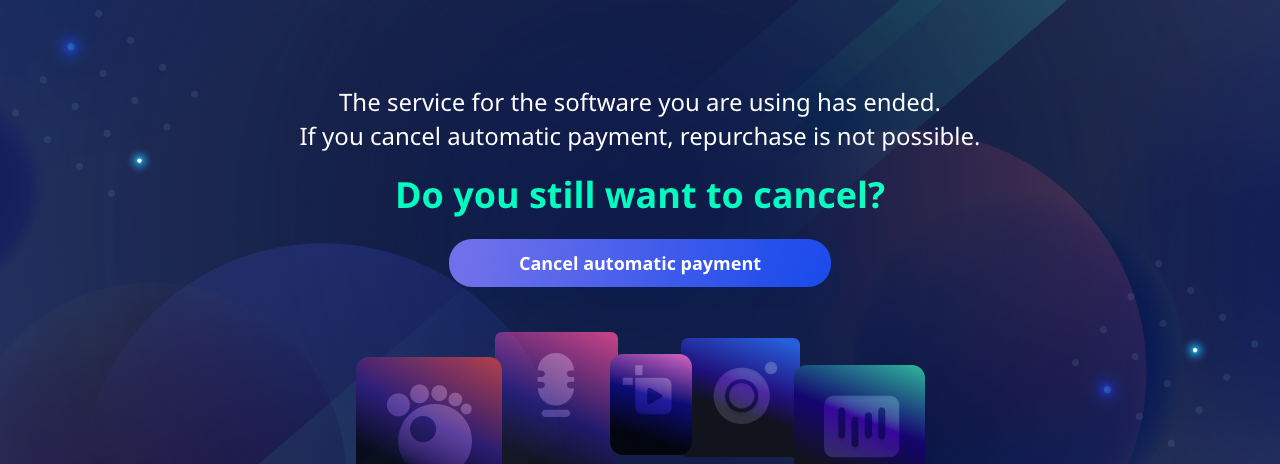 The service for the software you are using has ended.
If you cancel automatic payment, repurchase is not possible.
Do you still want to cancel?
Cancel automatic payment